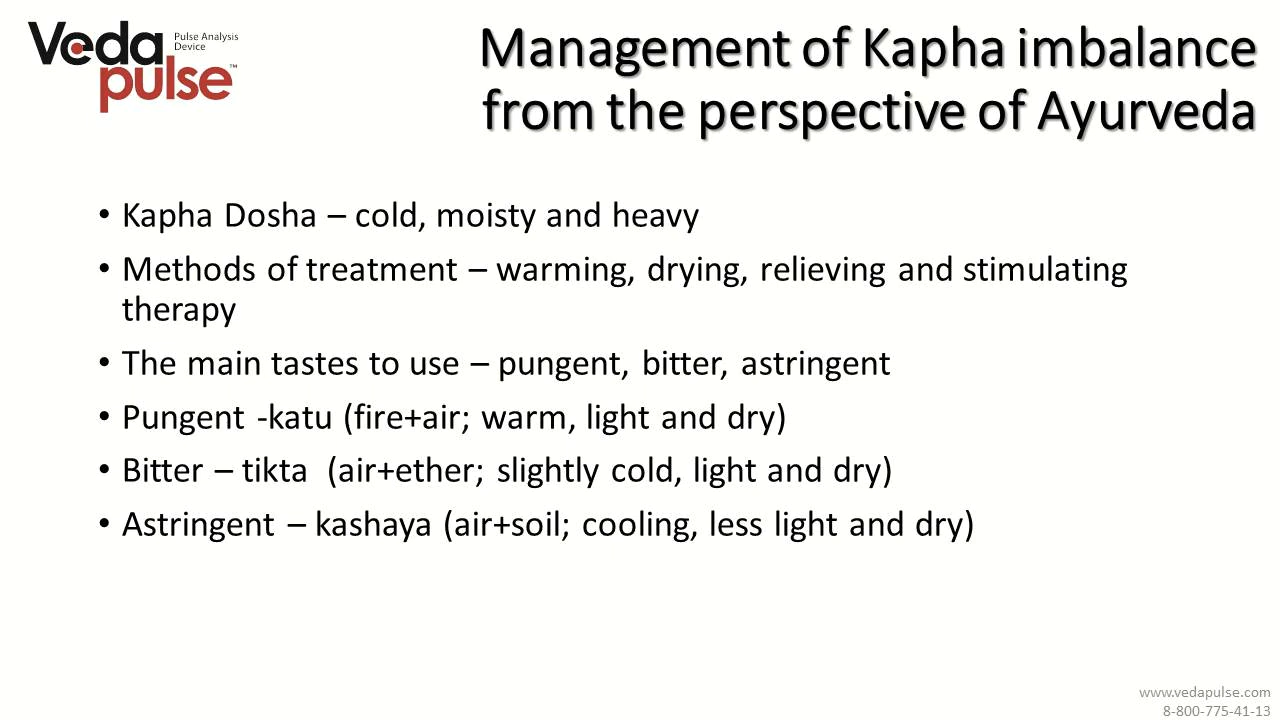 Veda
pulse™
Pulse Analysis
Device
Management of Kapha imbalance
from the perspective of Ayurveda
• Kapha Dosha – cold, moisty and heavy
• Methods of treatment – warming, drying, relieving and stimulating
therapy
• The main tastes to use – pungent, bitter, astringent
• Pungent -katu (fire+air; warm, light and dry)
• Bitter – tikta  (air+ether; slightly cold, light and dry)
• Astringent – kashaya (air+soil; cooling, less light and dry)
www.vedapulse.com
8-800-775-41-13